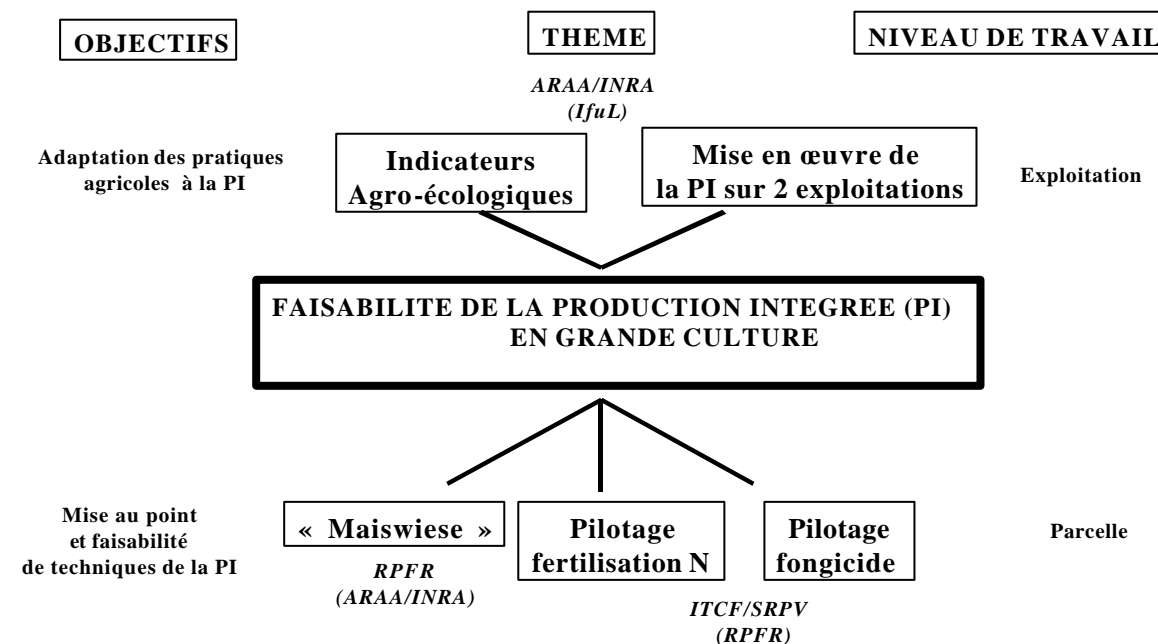 OBJECTIFS
THEME
NIVEAU DE TRAVAIL
ARAA/INRA
(IfuL)
Adaptation des pratiques
agricoles à la PI
Indicateurs
Agro-écologiques
Mise en œuvre de
la PI sur 2 exploitations
Exploitation
FAISABILITE DE LA PRODUCTION INTEGREE (PI)
EN GRANDE CULTURE
Mise au point
et faisabilité
de techniques de la PI
« Maiswiese »
RPFR
(ARAA/INRA)
Pilotage
fertilisation N
Pilotage
fongicide
ITCF/SRPV
(RPFR)
Parcelle